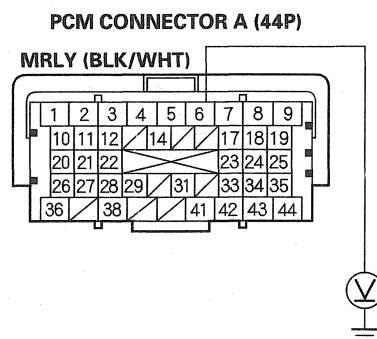 PCM CONNECTOR A (44P)
MRLY (BLK/WHT)
1 2 3 4 5 6 7 8 9
10 11 12 14 17 18 19
20 21 22 23 24 25
26 27 28 29 31 33 34 35
36 38 41 42 43 44
V